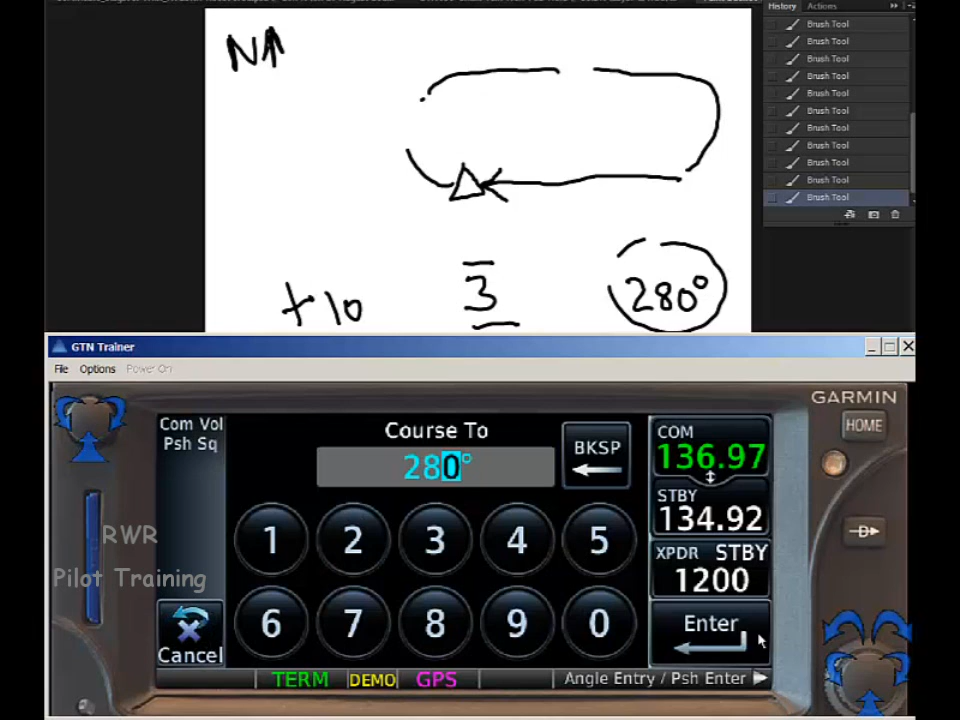 History Actions
Brush Tool
Brush Tool
Brush Tool
Brush Tool
Brush Tool
Brush Tool
Brush Tool
Brush Tool
Brush Tool
Brush Tool
Brush Tool
N
+10 3 280°
GTN Trainer
File Options Power On
GARMIN
Com Vol
Psh Sq
Course To
280°
BKSP
COM
136.97
HOME
STBY
134.92
1 2 3 4 5
RWR
Pilot Training
XPDR STBY
1200
6 7 8 9 0
Enter
Cancel
D
TERM DEMO GPS Angle Entry / Psh Enter